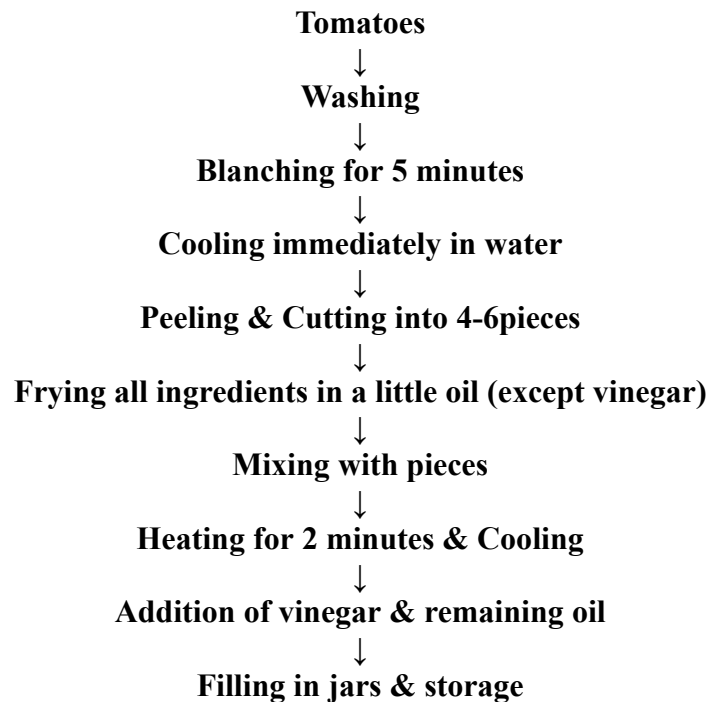 Tomatoes
↓
Washing
↓
Blanching for 5 minutes
↓
Cooling immediately in water
↓
Peeling & Cutting into 4-6pieces
↓
Frying all ingredients in a little oil (except vinegar)
↓
Mixing with pieces
↓
Heating for 2 minutes & Cooling
↓
Addition of vinegar & remaining oil
↓
Filling in jars & storage